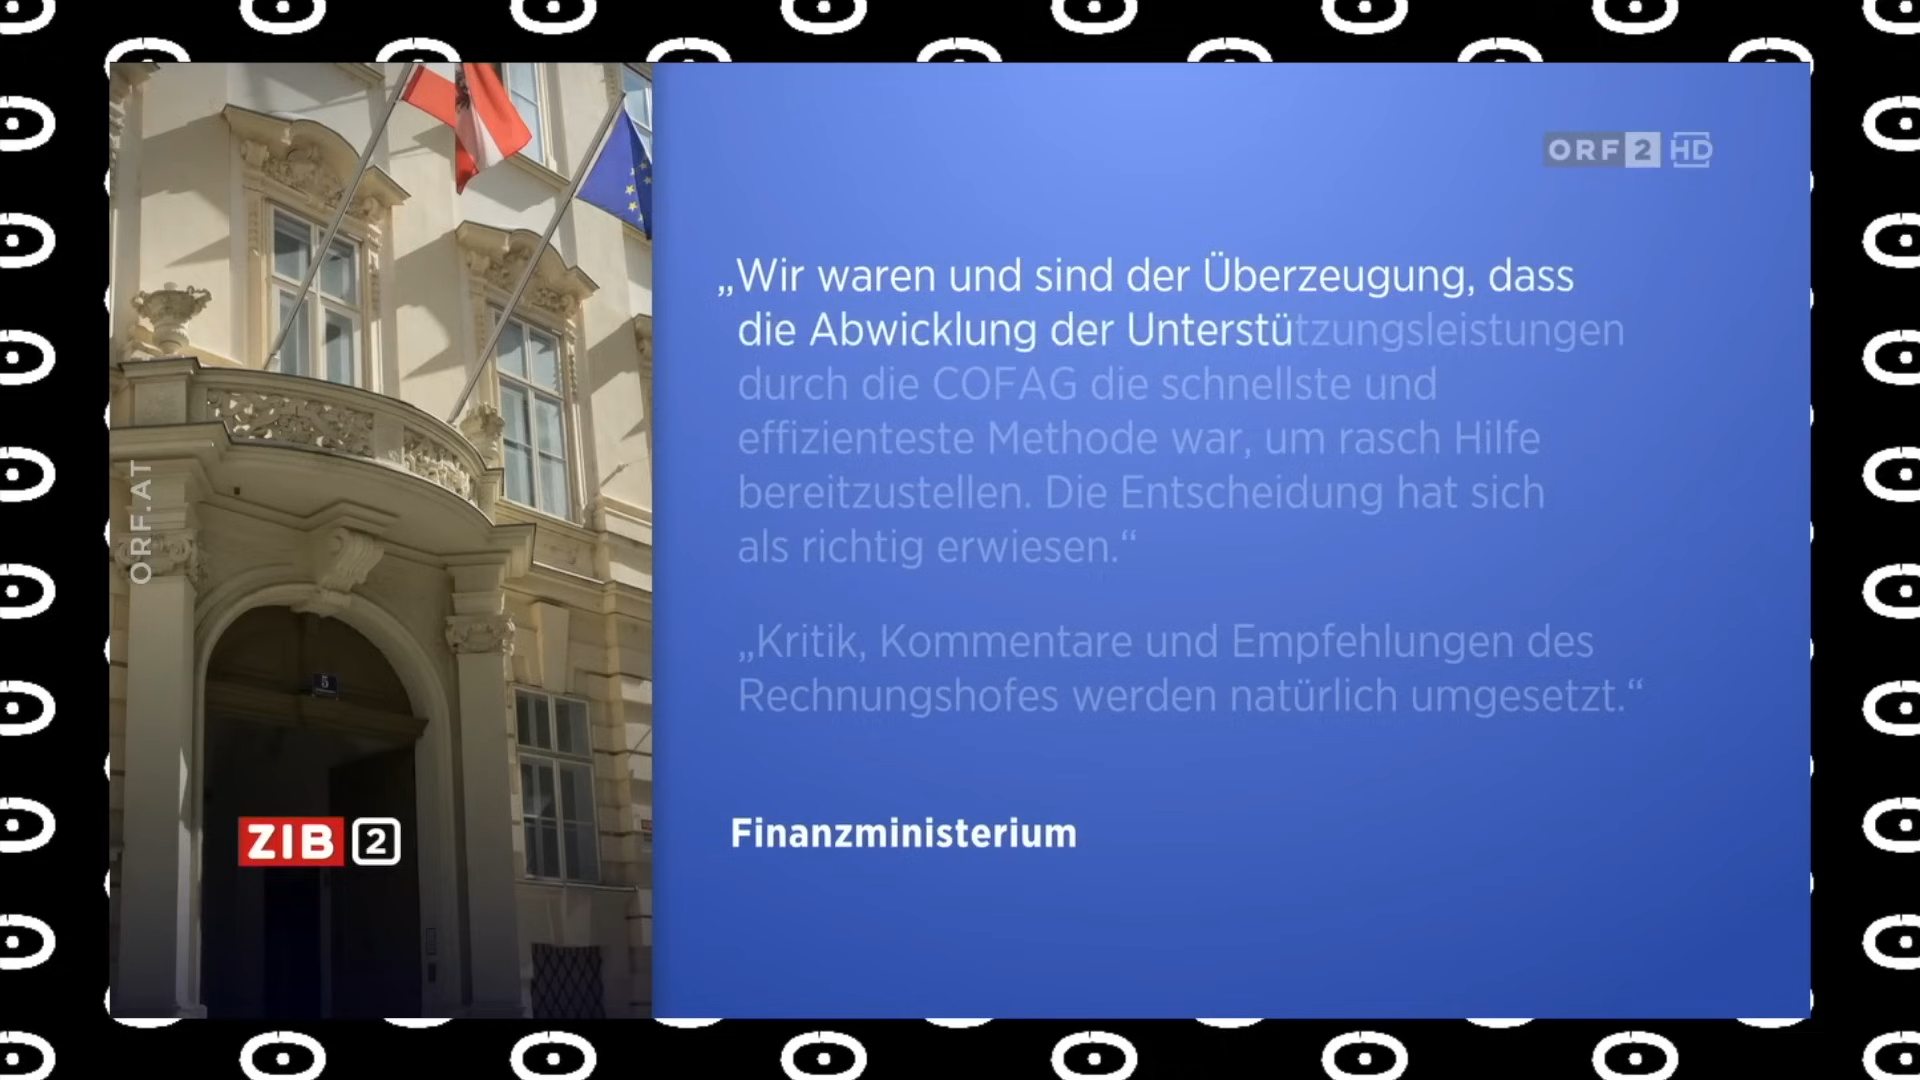 ORF 2 HD
„Wir waren und sind der Überzeugung, dass
die Abwicklung der Unterstützungsleistungen
durch die COFAG die schnellste und
effizienteste Methode war, um rasch Hilfe
bereitzustellen. Die Entscheidung hat sich
als richtig erwiesen.“
„Kritik, Kommentare und Empfehlungen des
Rechnungshofes werden natürlich umgesetzt.“
Finanzministerium
ORF.AT
5
ZIB 2